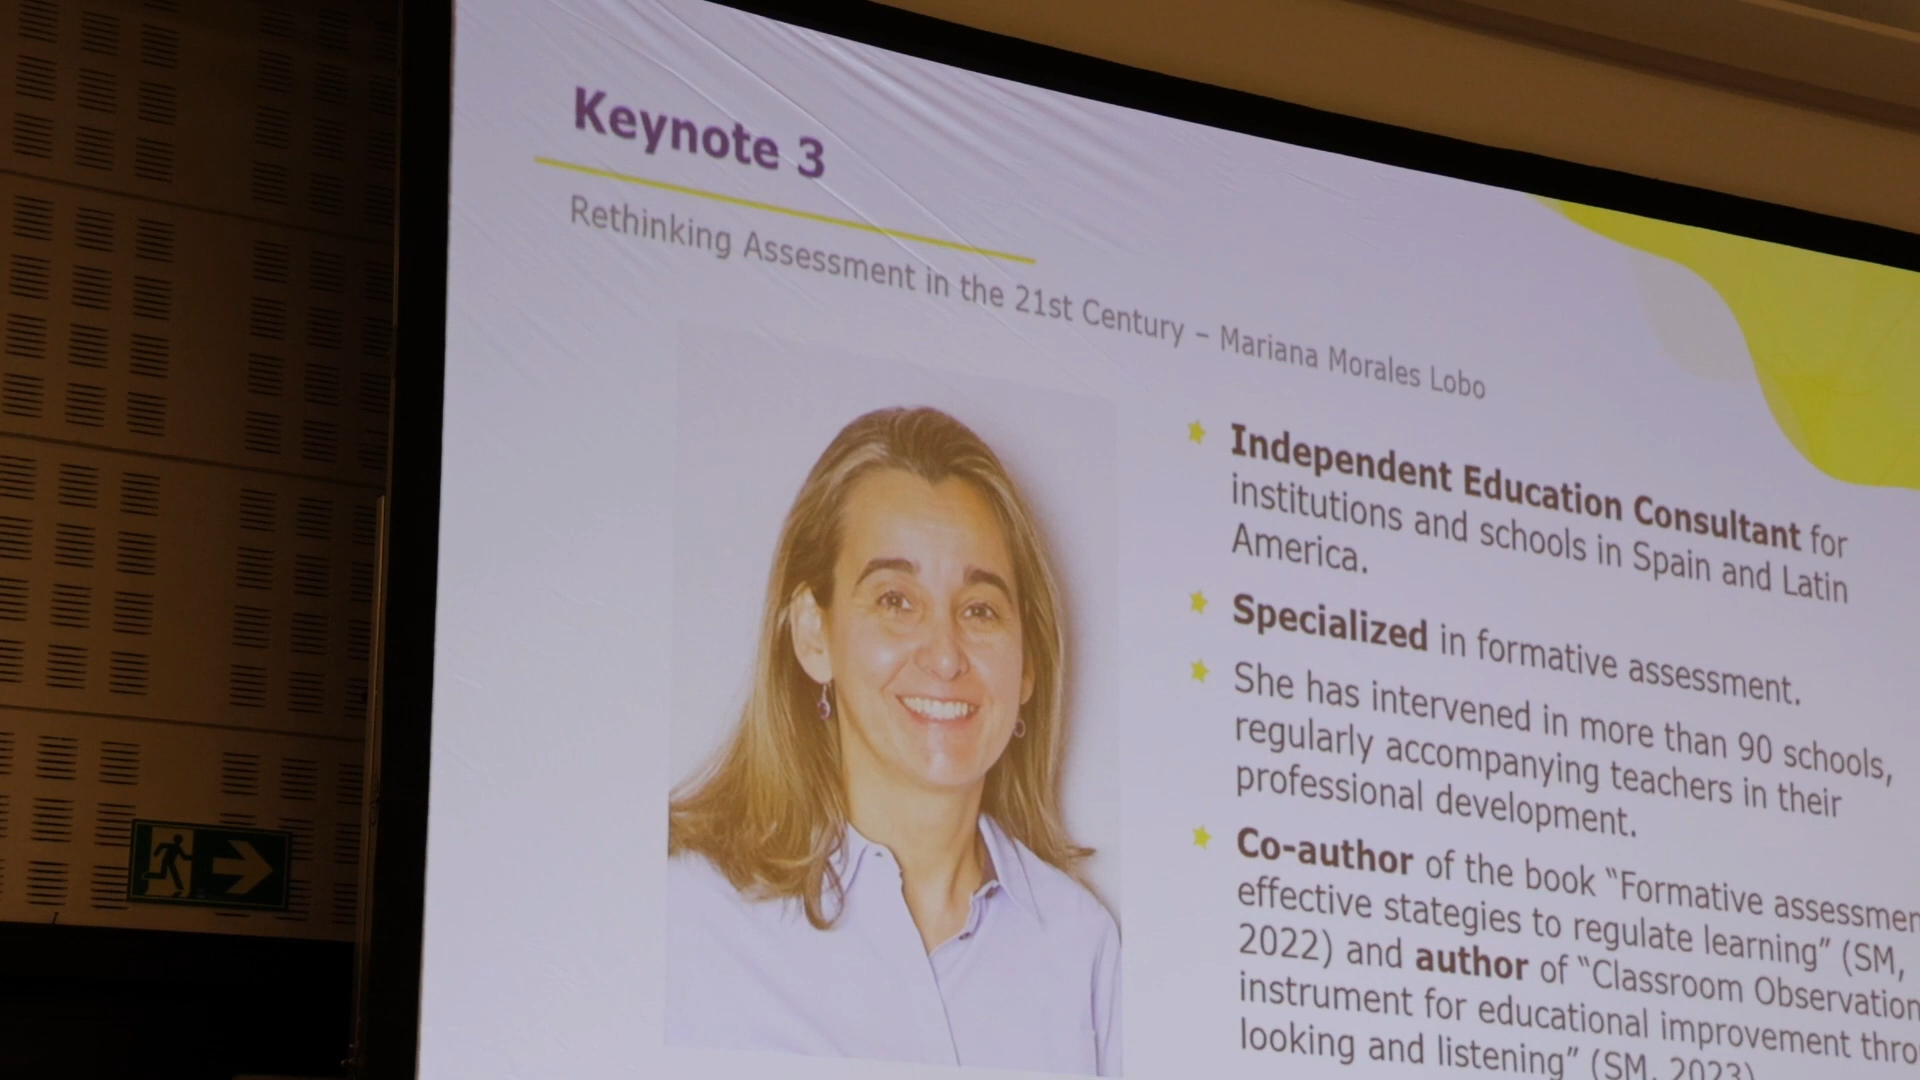 Keynote 3
Rethinking Assessment in the 21st Century – Mariana Morales Lobo
Independent Education Consultant for
institutions and schools in Spain and Latin
America.
Specialized in formative assessment.
She has intervened in more than 90 schools,
regularly accompanying teachers in their
professional development.
Co-author of the book “Formative
effective stategies to regulate learning” (SM,
2022) and author of “Classroom Observation
instrument for educational improvement
looking and listening” (SM, 2023)